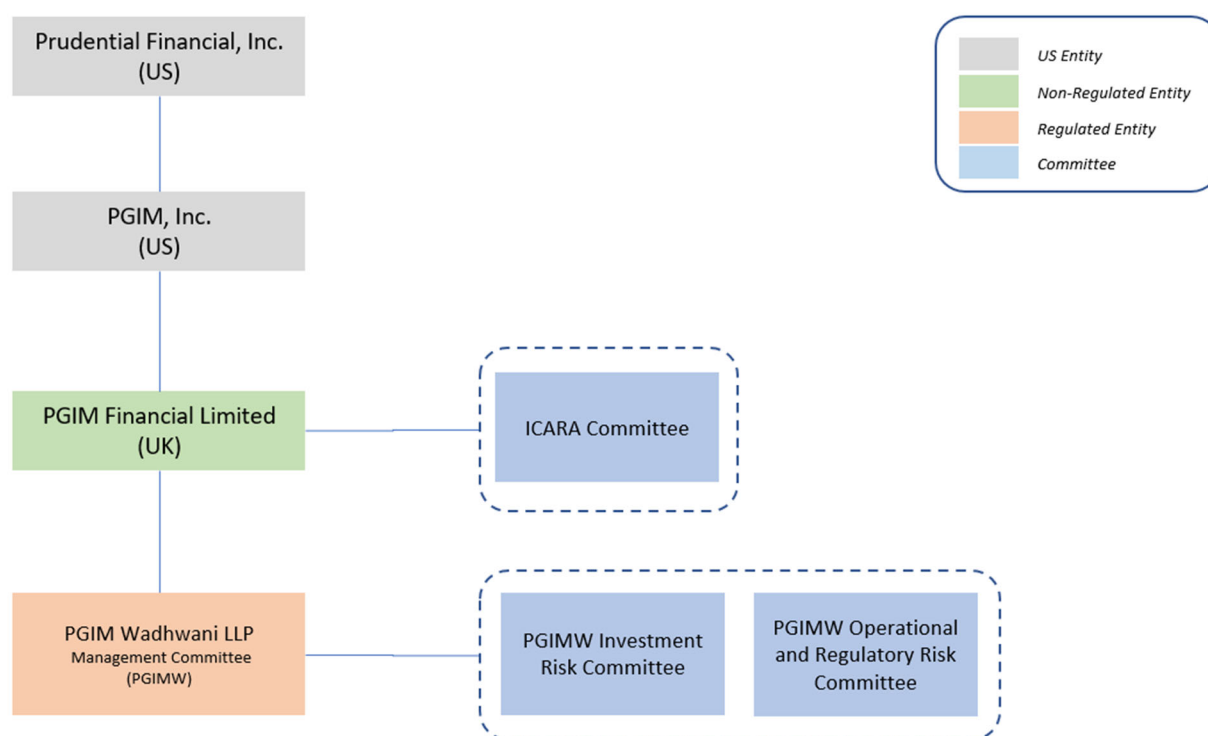 Prudential Financial, Inc.
(US)
US Entity
Non-Regulated Entity
Regulated Entity
Committee
PGIM, Inc.
(US)
PGIM Financial Limited
(UK)
ICARA Committee
PGIM Wadhwani LLP
Management Committee
(PGIMW)
PGIMW Investment
Risk Committee
PGIMW Operational
and Regulatory Risk
Committee